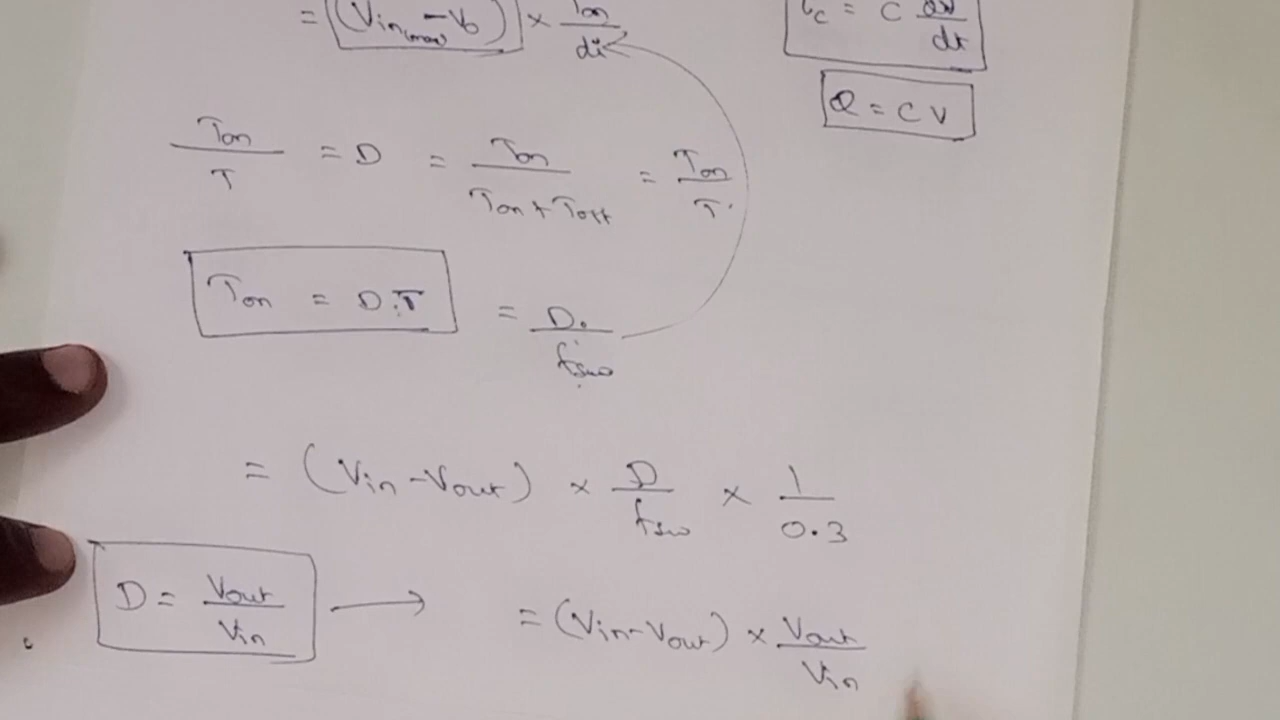 = (Vin(max) - Vo) × Ton/di
ic = C dv/dt
Q = CV
Ton/T = D = Ton/(Ton + Toff) = Ton/T
Ton = D.T = D./fsw
= (Vin - Vout) × D/fsw × 1/0.3
D = Vout/Vin → = (Vin - Vout) × Vout/Vin